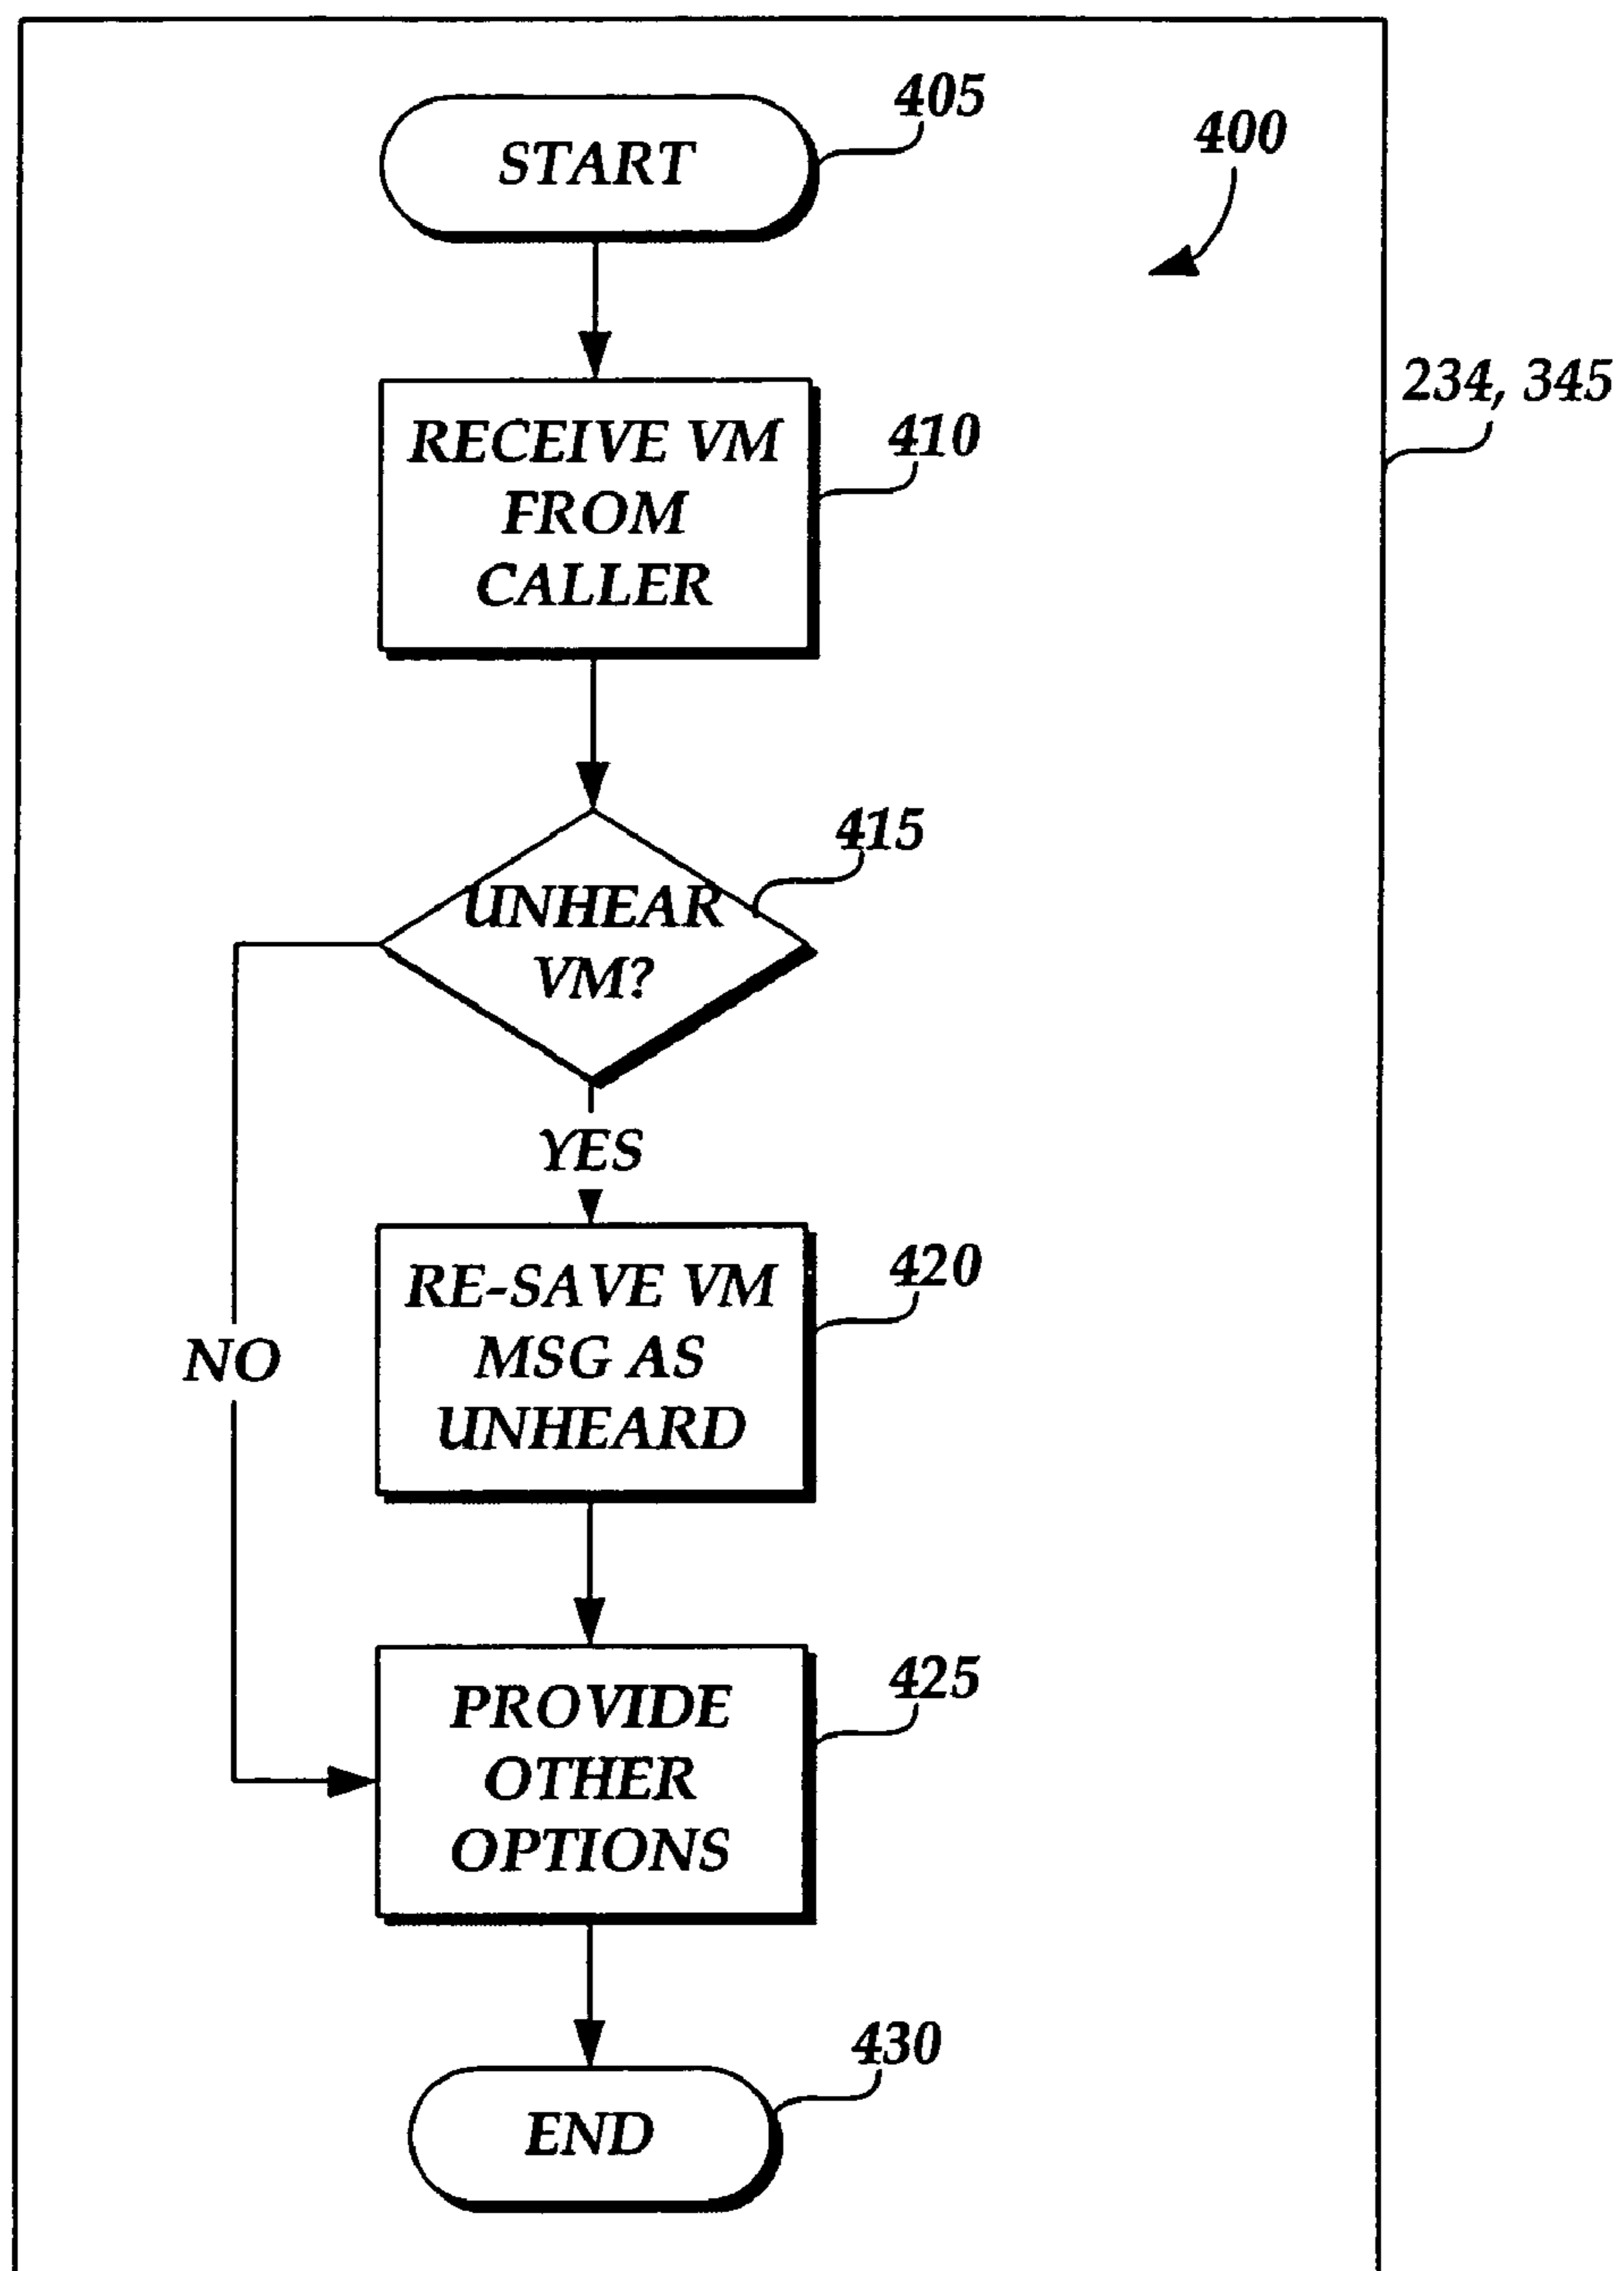 405
START
400
234, 345
RECEIVE VM
FROM
CALLER
410
415
UNHEAR
VM?
YES
NO
RE-SAVE VM
MSG AS
UNHEARD
420
PROVIDE
OTHER
OPTIONS
425
430
END